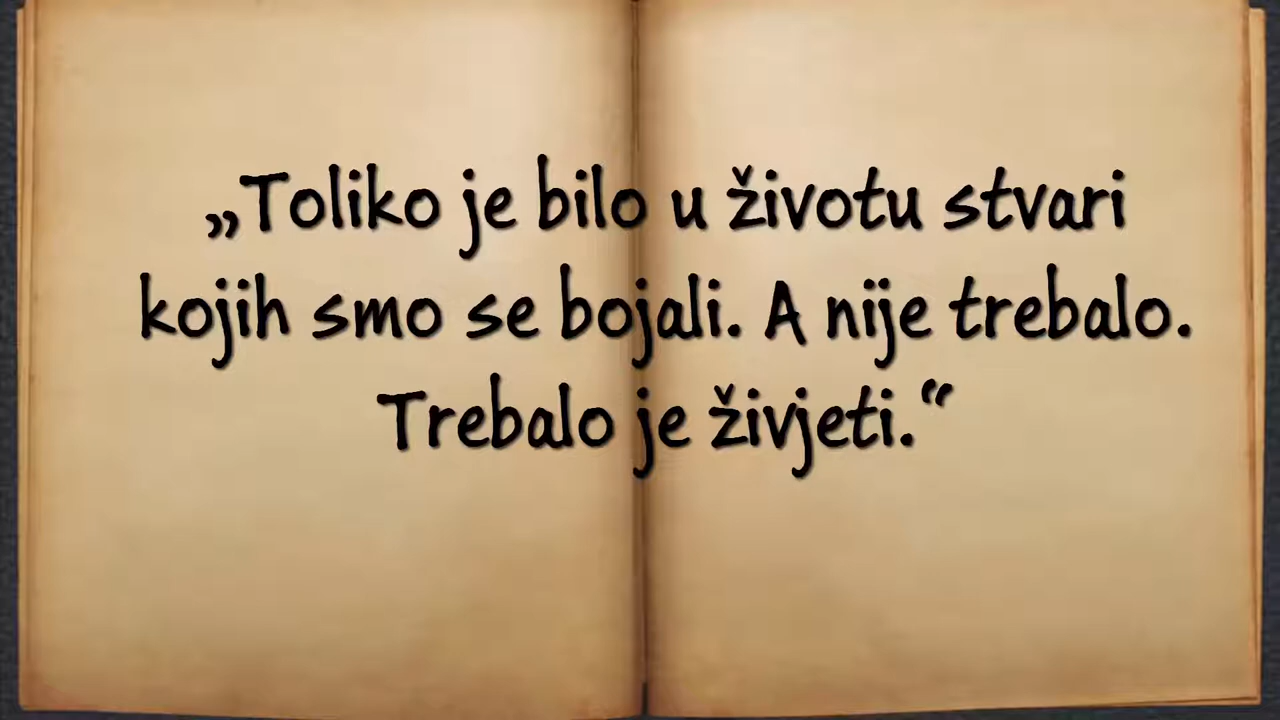 „Toliko je bilo u životu stvari
kojih smo se bojali. A nije trebalo.
Trebalo je živjeti.“